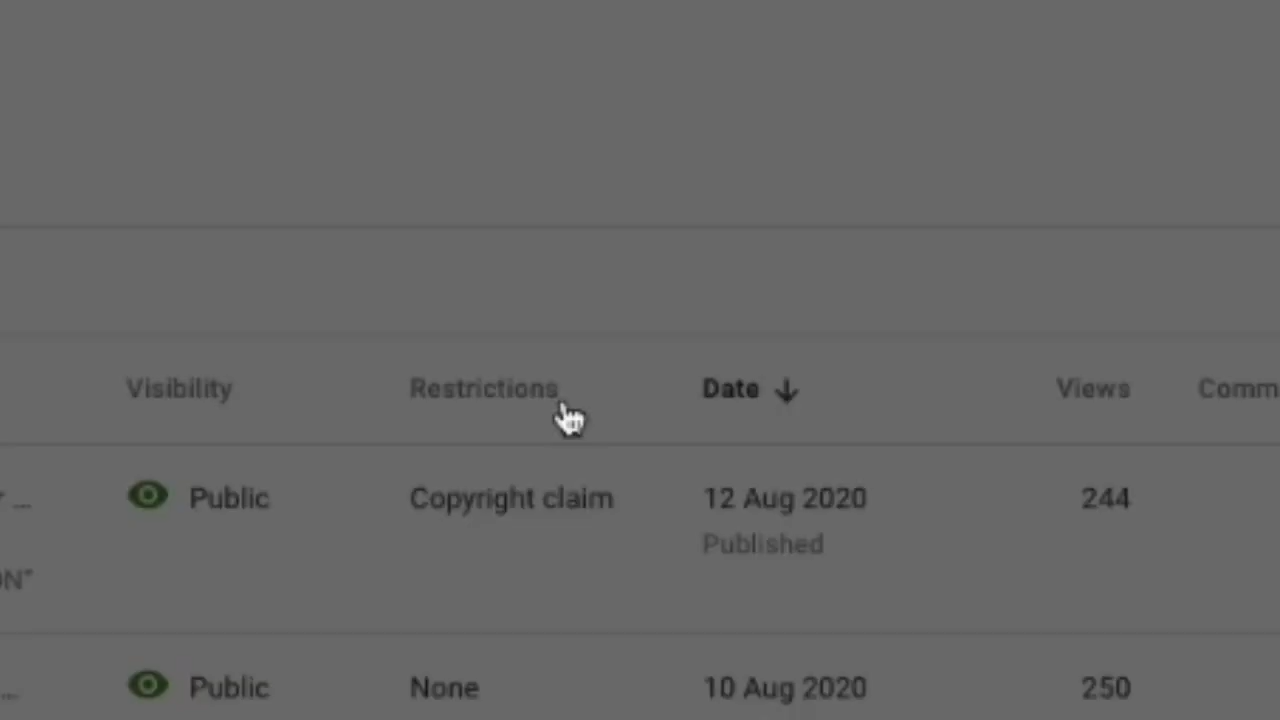 Visibility Restrictions Date Views Comm
Public Copyright claim 12 Aug 2020 244
Published
ON"
Public None 10 Aug 2020 250